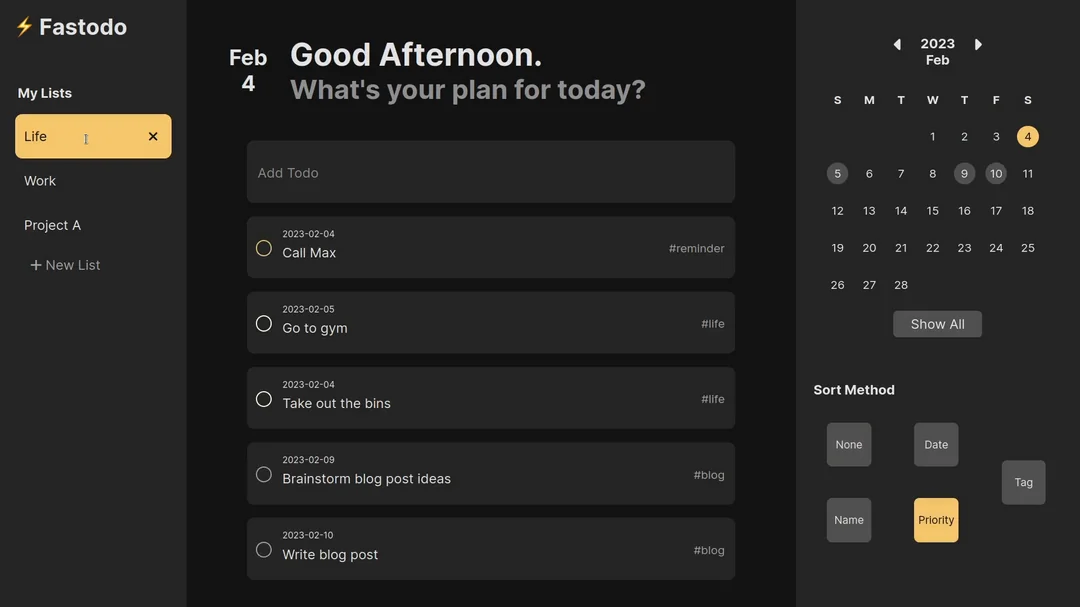 ⚡ Fastodo
My Lists
Life ✕
Work
Project A
+ New List
Feb
4
Good Afternoon.
What's your plan for today?
Add Todo
2023-02-04
Call Max #reminder
2023-02-05
Go to gym #life
2023-02-04
Take out the bins #life
2023-02-09
Brainstorm blog post ideas #blog
2023-02-10
Write blog post #blog
2023
Feb
S M T W T F S
1 2 3 4
5 6 7 8 9 10 11
12 13 14 15 16 17 18
19 20 21 22 23 24 25
26 27 28
Show All
Sort Method
None Date
Tag
Name Priority